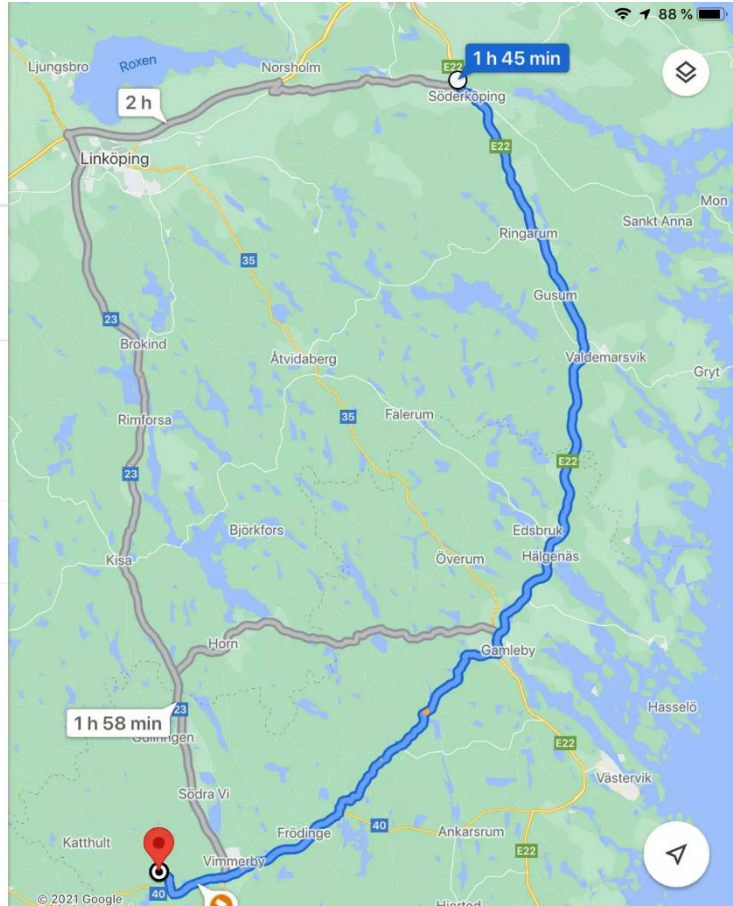 88 %
Ljungsbro
Roxen
Norsholm
E22
1 h 45 min
Söderköping
2 h
Linköping
E22
Mon
Sankt Anna
Ringarum
35
Gusum
23
Brokind
Åtvidaberg
Valdemarsvik
Gryt
Rimforsa
35
Falerum
E22
23
Björkfors
Edsbruk
Hälgenäs
Överum
Kisa
Horn
Gamleby
23
1 h 58 min
Hasselö
E22
Västervik
Södra Vi
Frödinge
40
Ankarsrum
Katthult
Vimmerby
E22
40
© 2021 Google